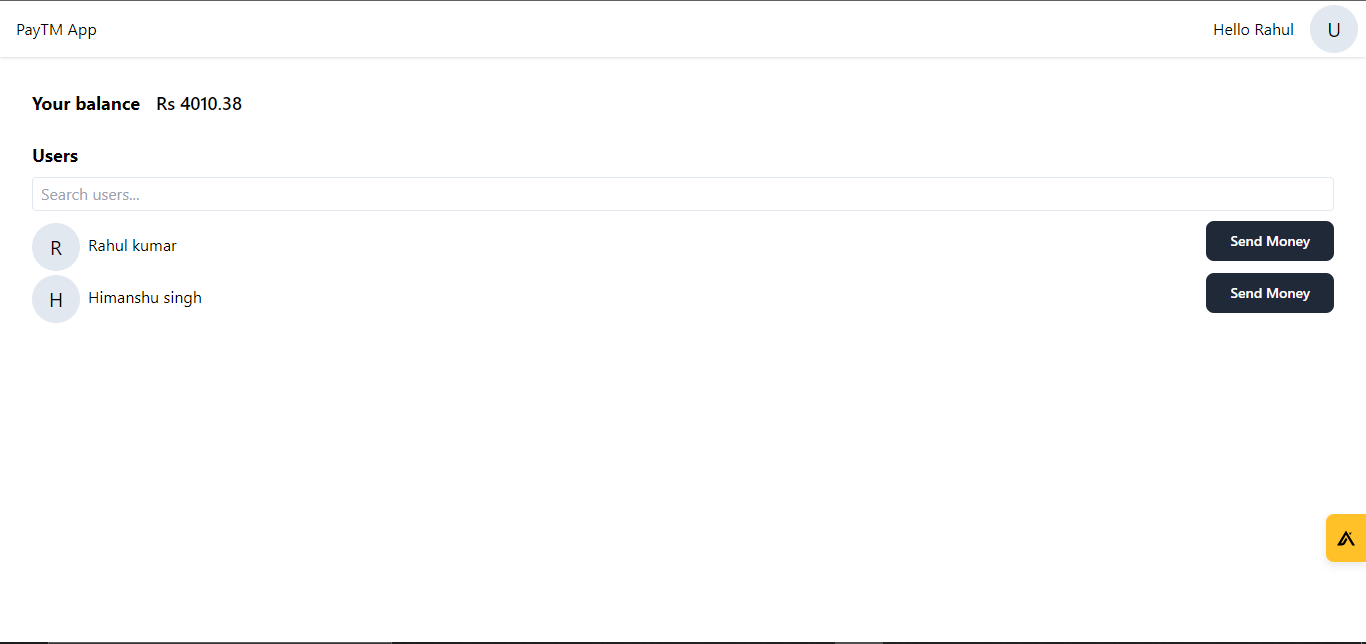 PayTM App
Hello Rahul
U
Your balance Rs 4010.38
Users
Search users...
R Rahul kumar Send Money
H Himanshu singh Send Money